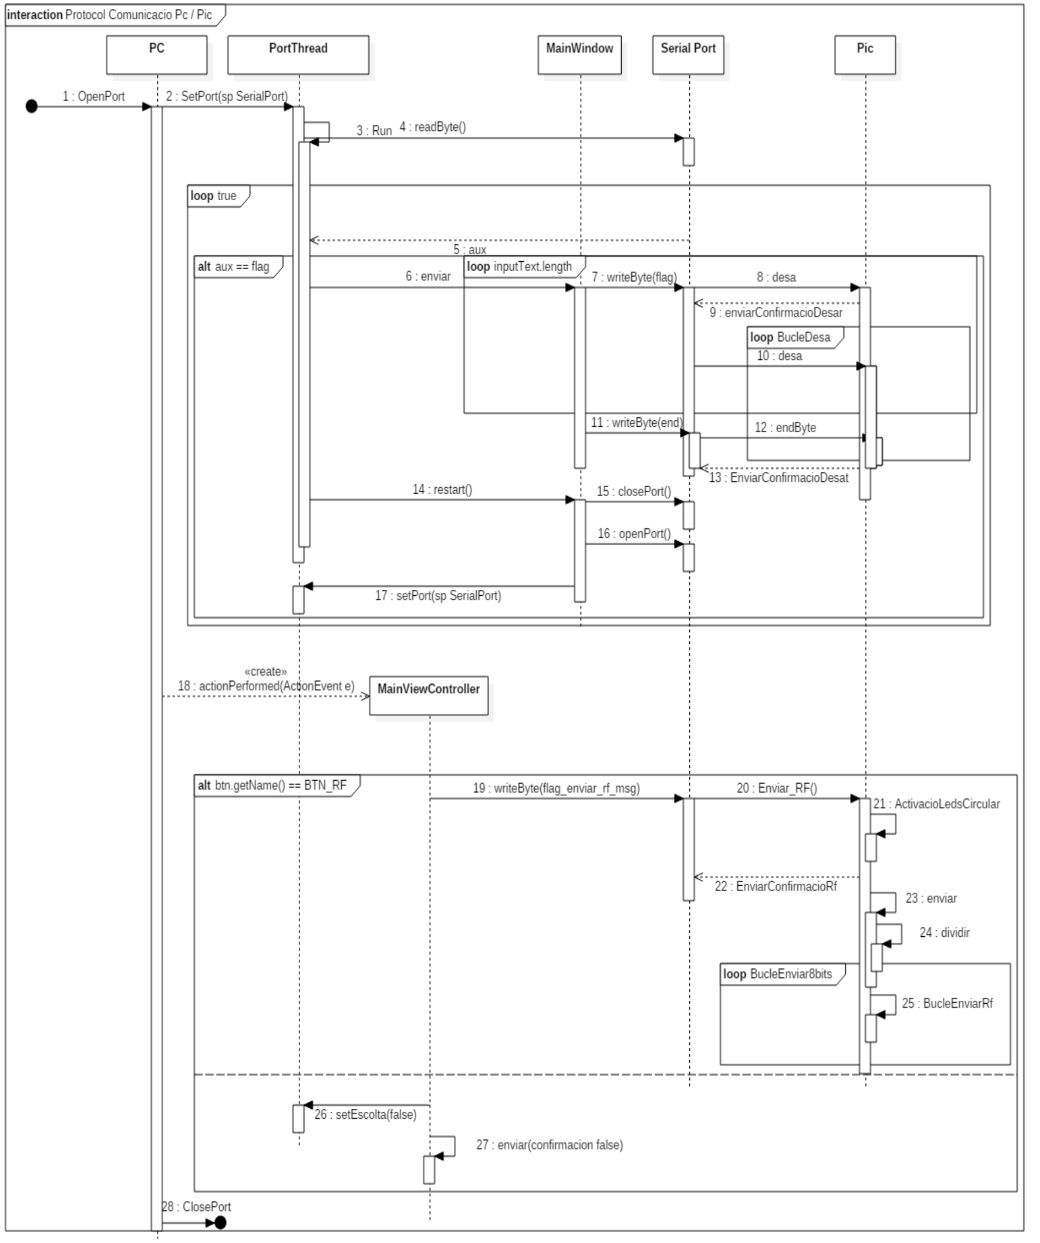 interaction Protocol Comunicacio Pc / Pic
PC
PortThread
MainWindow
Serial Port
Pic
1 : OpenPort
2 : SetPort(sp SerialPort)
3 : Run
4 : readByte()
loop true
5 : aux
alt aux == flag
loop inputText.length
6 : enviar
7 : writeByte(flag)
8 : desa
9 : enviarConfirmacioDesar
loop BucleDesa
10 : desa
11 : writeByte(end)
12 : endByte
13 : EnviarConfirmacioDesat
14 : restart()
15 : closePort()
16 : openPort()
17 : setPort(sp SerialPort)
«create»
18 : actionPerformed(ActionEvent e)
MainViewController
alt btn.getName() == BTN_RF
19 : writeByte(flag_enviar_rf_msg)
20 : Enviar_RF()
21 : ActivacioLedsCircular
22 : EnviarConfirmacioRf
23 : enviar
24 : dividir
loop BucleEnviar8bits
25 : BucleEnviarRf
26 : setEscolta(false)
27 : enviar(confirmacion false)
28 : ClosePort